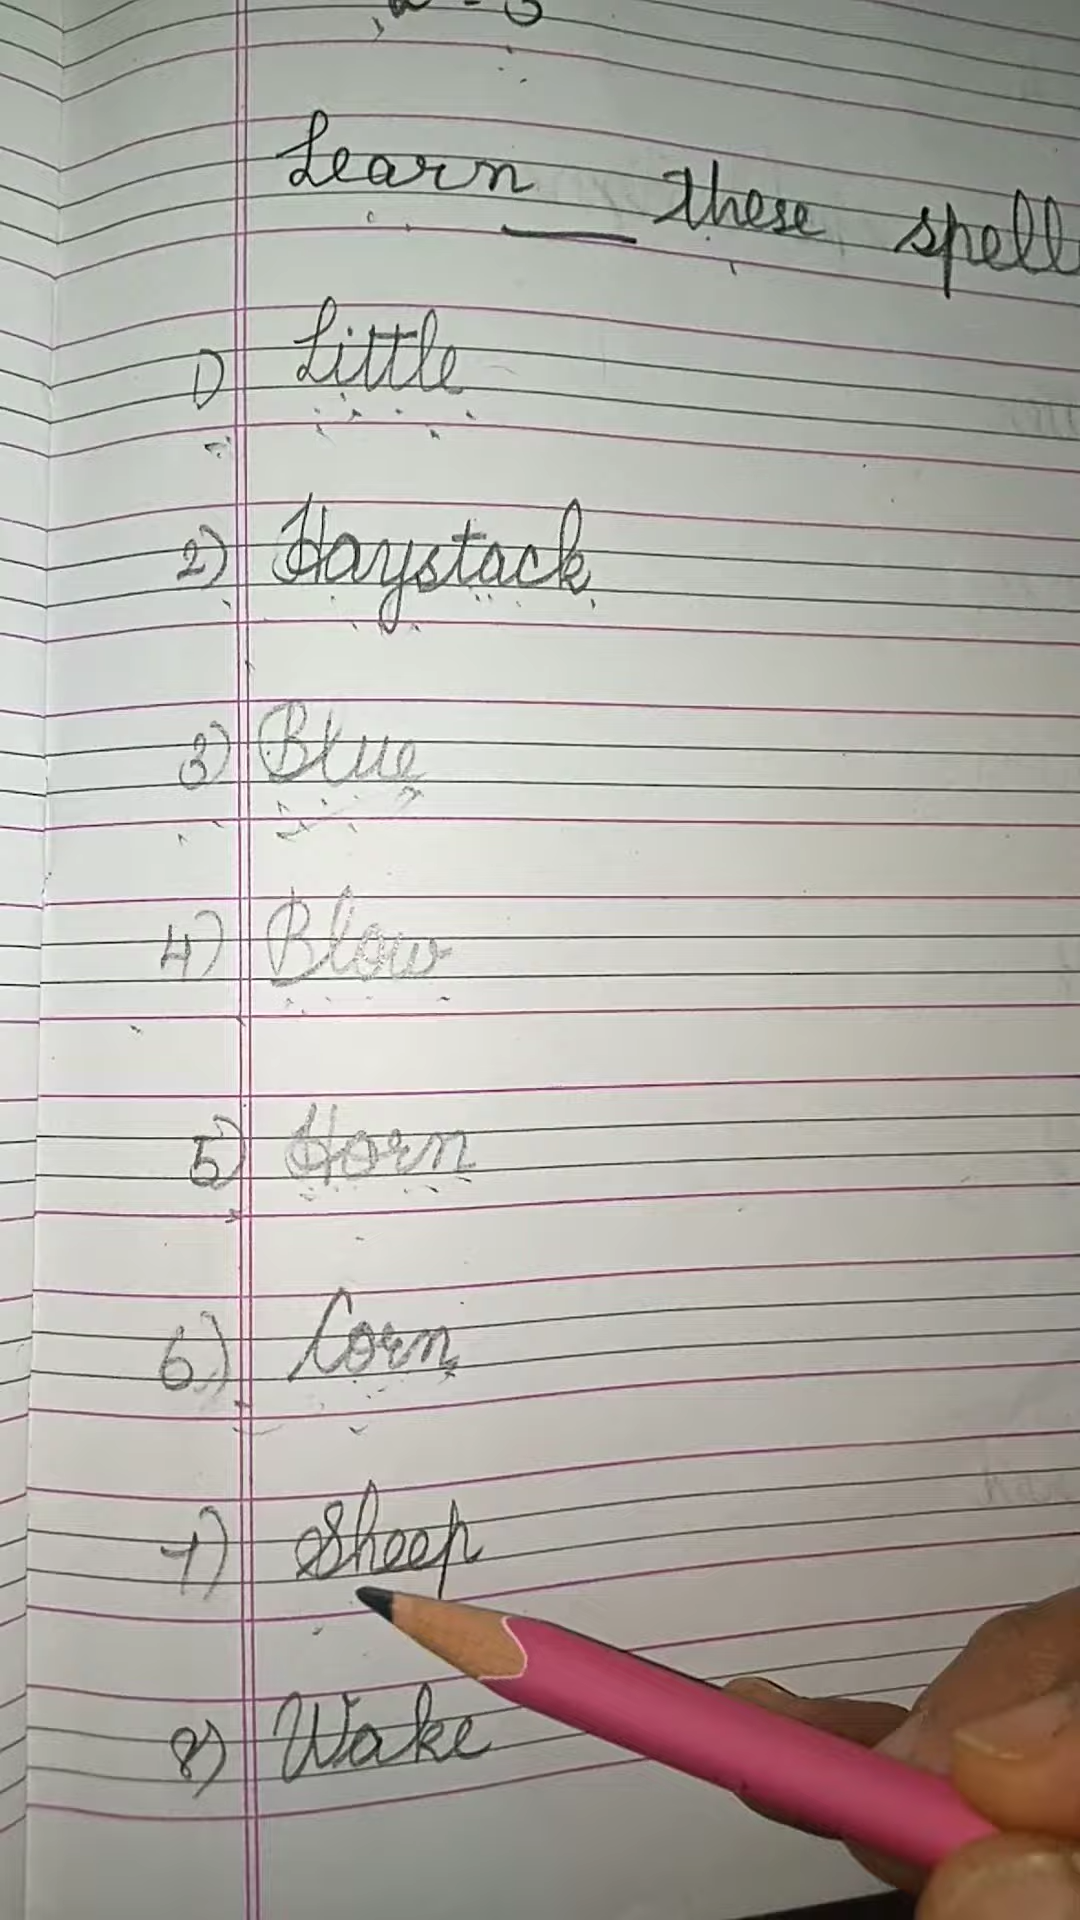 Learn these spell
1) Little
2) Haystack
3) Blue
4) Blow
5) Horn
6) Corn
7) Sheep
8) Wake